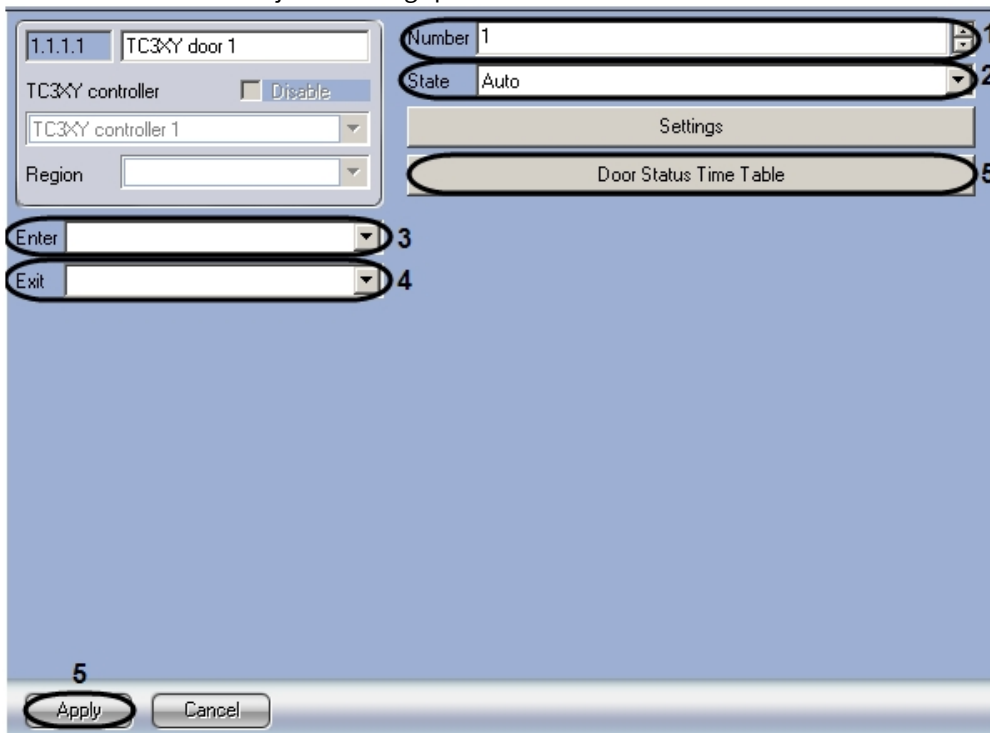 1.1.1.1 TC3XY door 1
TC3XY controller Disable
TC3XY controller 1
Region
Number 1 1
State Auto 2
Settings
Door Status Time Table 5
Enter 3
Exit 4
5
Apply Cancel